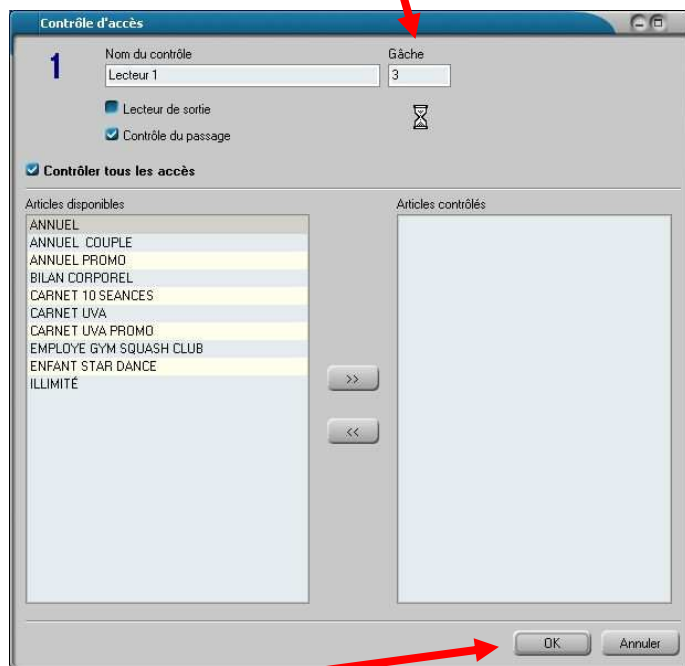 Contrôle d'accès
1
Nom du contrôle
Gâche
Lecteur 1
3
Lecteur de sortie
Contrôle du passage
Contrôler tous les accès
Articles disponibles
Articles contrôlés
ANNUEL
ANNUEL COUPLE
ANNUEL PROMO
BILAN CORPOREL
CARNET 10 SEANCES
CARNET UVA
CARNET UVA PROMO
EMPLOYE GYM SQUASH CLUB
ENFANT STAR DANCE
ILLIMITÉ
>>
<<
OK
Annuler